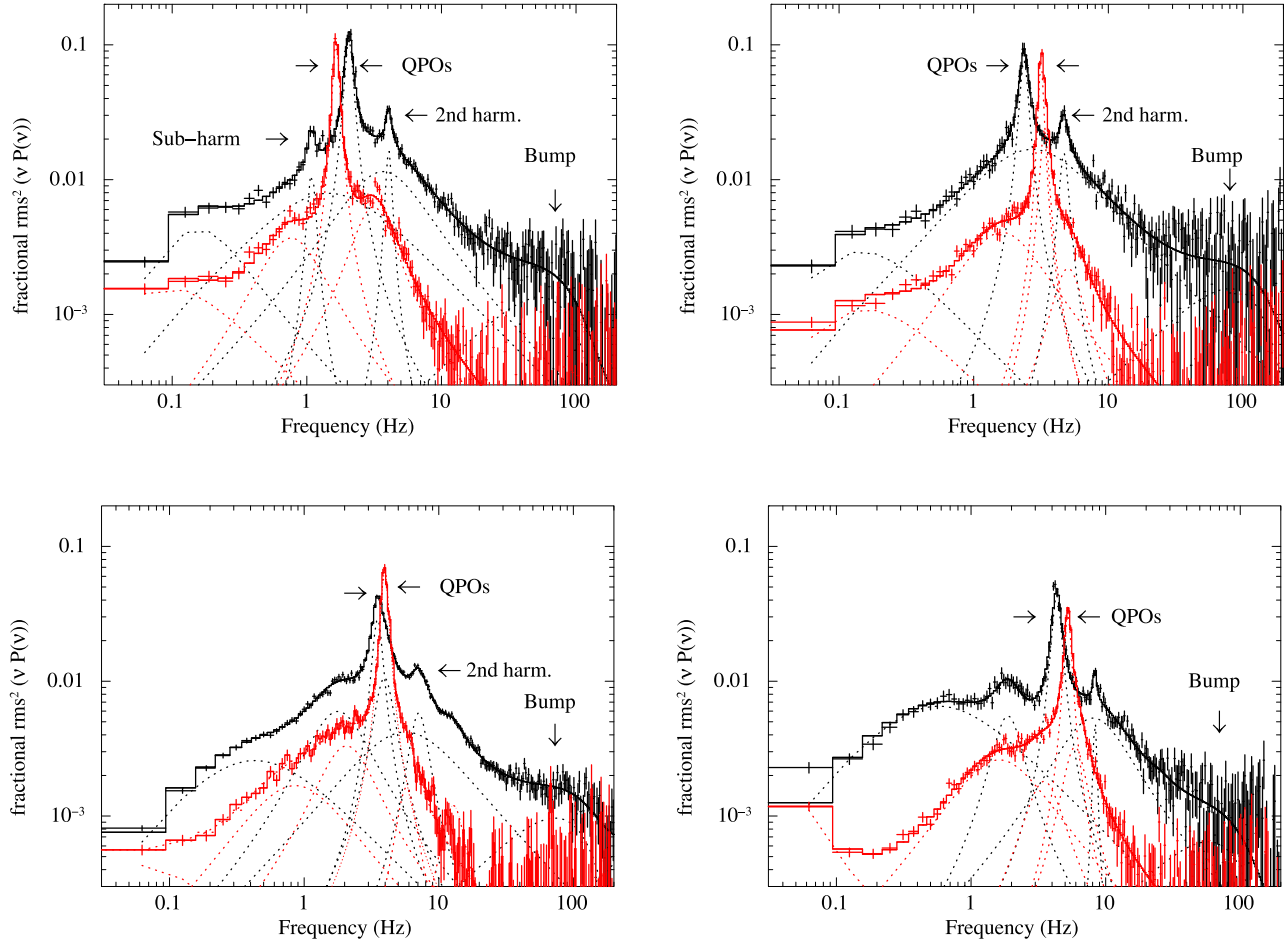 0.1
0.01
10⁻³
fractional rms² (ν P(ν))
QPOs
2nd harm.
Sub−harm
Bump
0.1 1 10 100
Frequency (Hz)
0.1
0.01
10⁻³
fractional rms² (ν P(ν))
QPOs
2nd harm.
Bump
0.1 1 10 100
Frequency (Hz)
0.1
0.01
10⁻³
fractional rms² (ν P(ν))
QPOs
2nd harm.
Bump
0.1 1 10 100
Frequency (Hz)
0.1
0.01
10⁻³
fractional rms² (ν P(ν))
QPOs
Bump
0.1 1 10 100
Frequency (Hz)